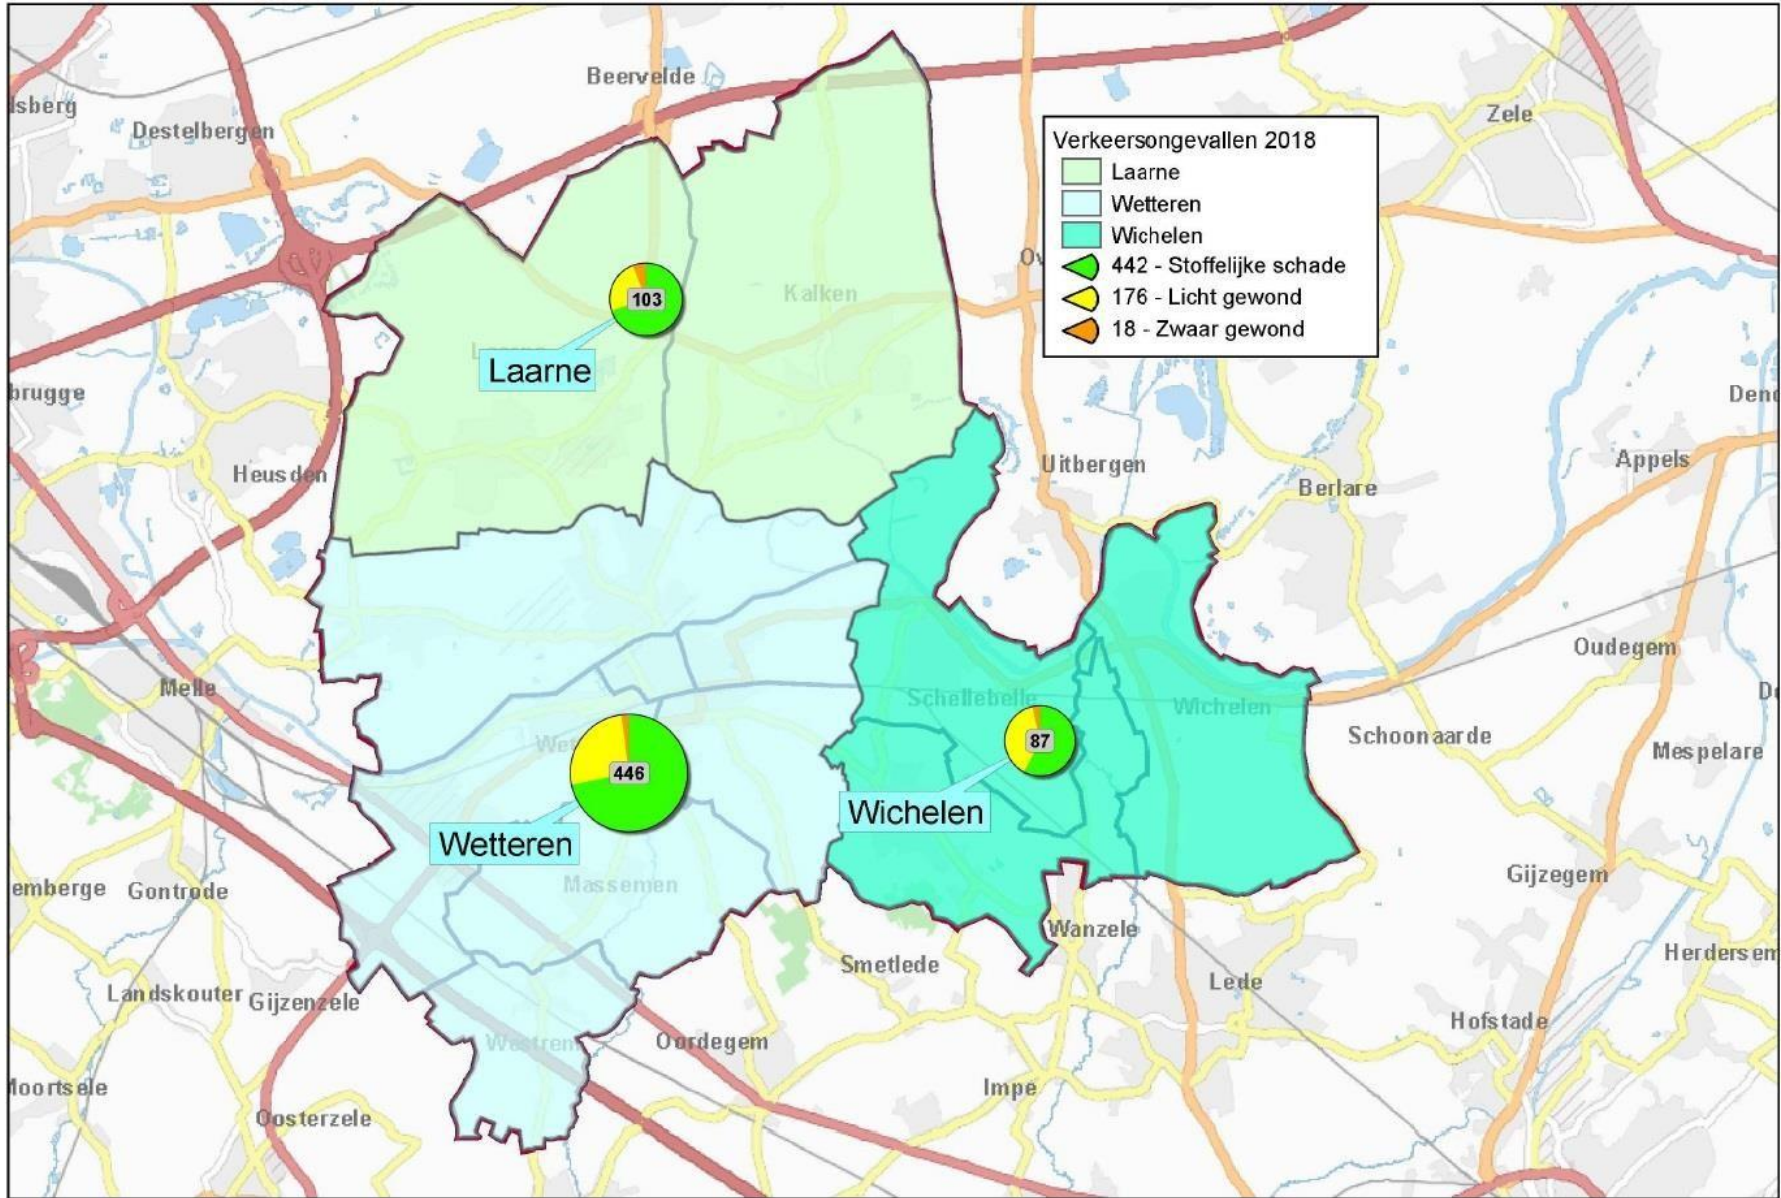 Beervelde
Destelbergen
Zele
Verkeersongevallen 2018
Laarne
Wetteren
Wichelen
442 - Stoffelijke schade
176 - Licht gewond
18 - Zwaar gewond
103
Kalken
Laarne
Heusden
Uitbergen
Appels
Berlare
Oudegem
Melle
Schellebelle
Wichelen
Schoonaarde
Mespelare
87
446
Wichelen
Wetteren
Massemen
Gontrode
Gijzegem
Wanzele
Smetlede
Lede
Landskouter
Gijzenzele
Hofstade
Oordegem
Impe
Oosterzele